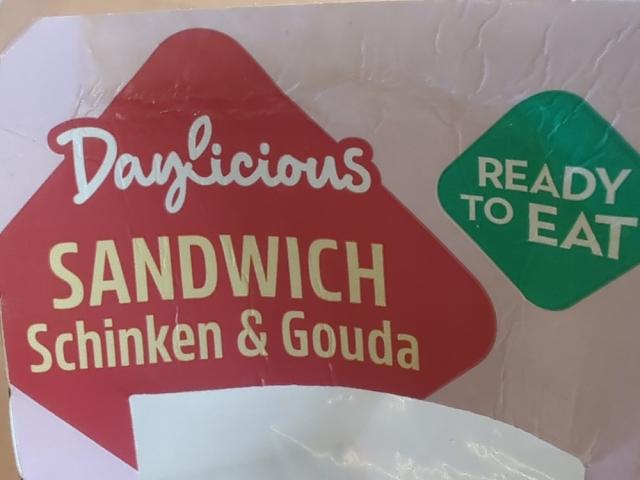 Daylicious
SANDWICH
Schinken & Gouda
READY
TO EAT